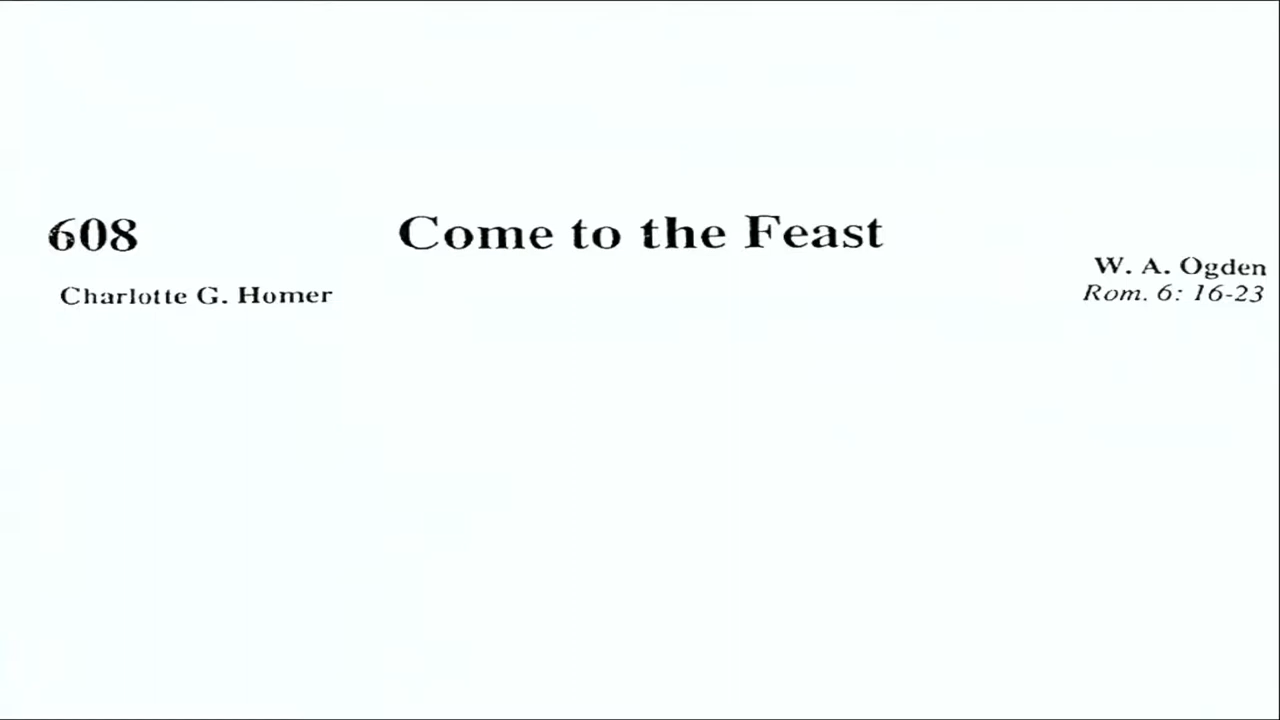 608
Come to the Feast
W. A. Ogden
Charlotte G. Homer
Rom. 6: 16-23